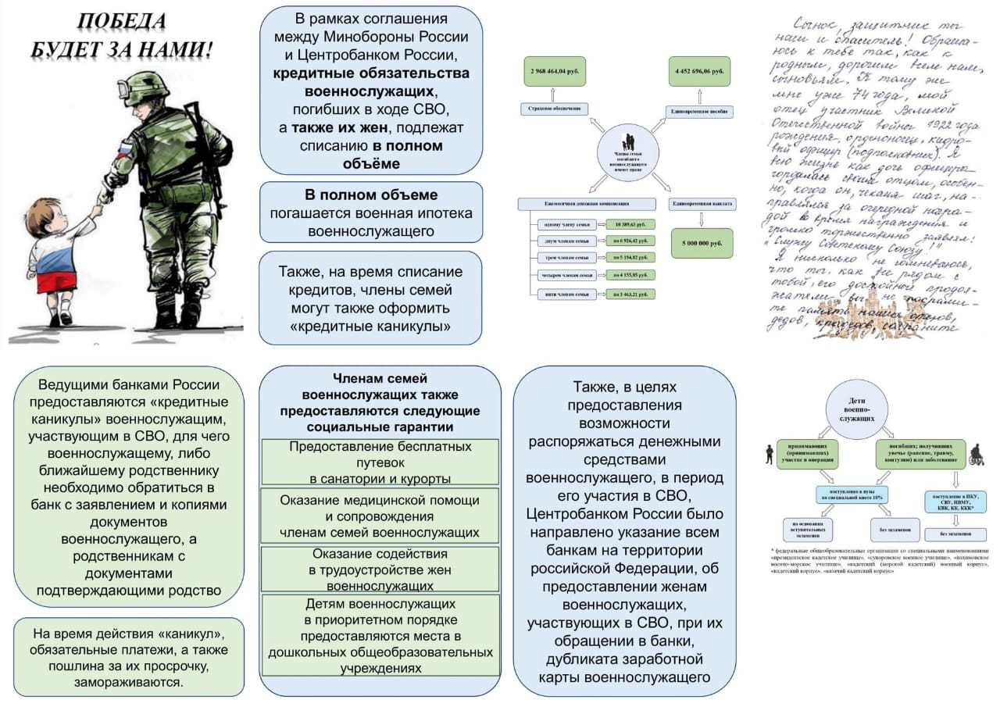 ПОБЕДА
БУДЕТ ЗА НАМИ!
В рамках соглашения
между Минобороны России
и Центробанком России,
кредитные обязательства
военнослужащих,
погибших в ходе СВО,
а также их жен, подлежат
списанию в полном
объёме
В полном объеме
погашается военная ипотека
военнослужащего
Также, на время списание
кредитов, члены семей
могут также оформить
«кредитные каникулы»
2 968 464,04 руб.
4 452 696,06 руб.
Страховое обеспечение
Единовременное пособие
Члены семьи
погибшего
военнослужащего
имеют право
Ежемесячная денежная компенсация
Единовременная выплата
одному члену семьи
10 389,63 руб.
двум членам семьи
по 6 926,42 руб.
трем членам семьи
по 5 194,82 руб.
четырем членам семьи
по 4 155,85 руб.
пяти членам семьи
по 3 463,21 руб.
5 000 000 руб.
Сынок, защитник ты
наш и спаситель! Обраща-
юсь к тебе так, как к
родным, дорогим всем нам,
сыновьям. К тому же
мне уже 74 года, мой
отец участник Великой
Отечественной войны 1922 года
рождения, орденоносец, кадро-
вый офицер (подполковник). Я
всю жизнь как дочь офицера
гордилась своим отцом, особен-
но, когда он, чеканя шаг, на-
правлялся за очередной награ-
дой во время награждения и
громко торжественно заявлял:
"Служу Советскому Союзу!"
Я нисколько не сомневаюсь,
что ты, как и все рядом с
тобой, его достойные продол-
жатели, вы не посрами-
те память наших отцов,
дедов, прадедов, сохраните
Ведущими банками России
предоставляются «кредитные
каникулы» военнослужащим,
участвующим в СВО, для чего
военнослужащему, либо
ближайшему родственнику
необходимо обратиться в
банк с заявлением и копиями
документов
военнослужащего, а
родственникам с
документами
подтверждающими родство
На время действия «каникул»,
обязательные платежи, а также
пошлина за их просрочку,
замораживаются.
Членам семей
военнослужащих также
предоставляются следующие
социальные гарантии
Предоставление бесплатных
путевок
в санатории и курорты
Оказание медицинской помощи
и сопровождения
членам семей военнослужащих
Оказание содействия
в трудоустройстве жен
военнослужащих
Детям военнослужащих
в приоритетном порядке
предоставляются места в
дошкольных общеобразовательных
учреждениях
Также, в целях
предоставления
возможности
распоряжаться денежными
средствами
военнослужащего, в период
его участия в СВО,
Центробанком России было
направлено указание всем
банкам на территории
российской Федерации, об
предоставлении женам
военнослужащих,
участвующих в СВО, при их
обращении в банки,
дубликата заработной
карты военнослужащего
Дети
военно-
служащих
принимающих
(принимавших)
участие в операции
погибших; получивших
увечье (ранение, травму,
контузию) или заболевание
поступление в вузы
по специальной квоте 10%
поступление в ПКУ,
СВУ, НВМУ,
КВК, КК, ККК*
на основании
вступительных
экзаменов
без экзаменов
без экзаменов
* федеральные общеобразовательные организации со специальными наименованиями
«президентское кадетское училище», «суворовское военное училище», «нахимовское
военно-морское училище», «кадетский (морской кадетский) военный корпус»,
«кадетский корпус», «казачий кадетский корпус»